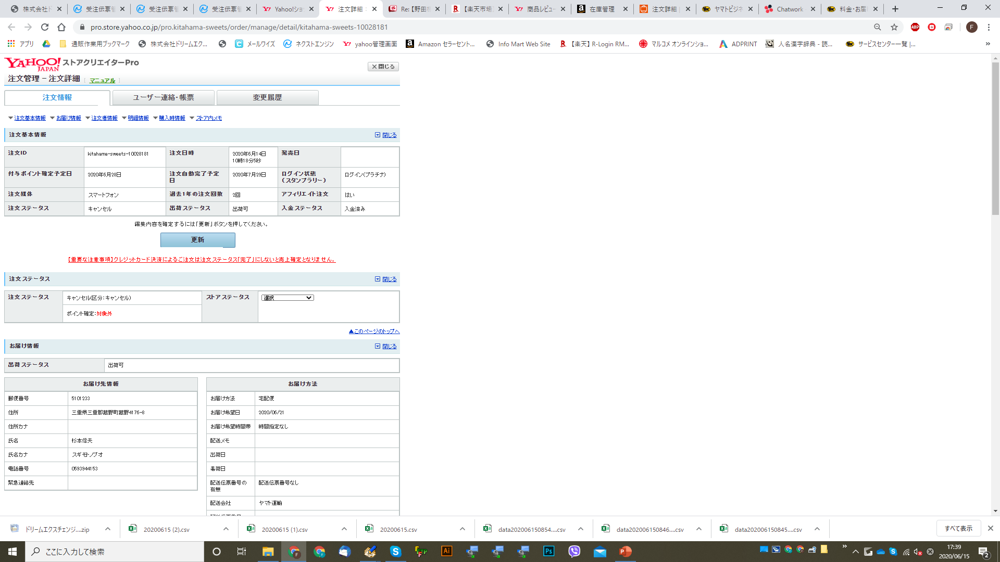 株式会社ド
受注伝票管
受注伝票管
受注伝票管
Yahoo!ショ
注文詳細
Re:【野田
【楽天市場
商品レビュー
在庫管理
注文詳細
ヤマトビジネ
Chatwork
料金・お届
pro.store.yahoo.co.jp/pro.kitahama-sweets/order/manage/detail/kitahama-sweets-10028181
アプリ
通販作業用ブックマーク
株式会社ドリームエク...
メールワイズ
ネクストエンジン
yahoo管理画面
Amazon セラーセント...
Info Mart Web Site
【楽天】R-Login RM...
マルコメ オンラインショ...
ADPRINT
人名漢字辞典 - 読...
サービスセンター一覧 |...
YAHOO! JAPAN ストアクリエイターPro
×閉じる
注文管理 - 注文詳細 [ マニュアル ]
注文情報
ユーザー連絡・帳票
変更履歴
注文基本情報 お届け情報 注文者情報 明細情報 購入時情報 ストア内メモ
注文基本情報 閉じる
注文ID kitahama-sweets-10028181 注文日時 2020年6月14日 10時18分5秒 発売日
付与ポイント確定予定日 2020年6月28日 注文自動完了予定日 2020年7月29日 ログイン状態(スタンプラリー) ログイン(プラチナ)
注文媒体 スマートフォン 過去1年の注文回数 2回 アフィリエイト注文 はい
注文ステータス キャンセル 出荷ステータス 出荷可 入金ステータス 入金済み
編集内容を確定するには「更新」ボタンを押してください。
更新
【重要な注意事項】クレジットカード決済によるご注文は注文ステータス「完了」にしないと売上確定となりません。
注文ステータス 閉じる
注文ステータス キャンセル(区分:キャンセル) ストアステータス 選択
ポイント確定:対象外
▲このページのトップへ
お届け情報 閉じる
出荷ステータス 出荷可
お届け先情報
郵便番号 5101233
住所 三重県三重郡菰野町菰野4176-8
住所カナ
氏名 杉本信夫
氏名カナ スギモトノブオ
電話番号 0593944153
緊急連絡先
お届け方法
お届け方法 宅配便
お届け希望日 2020/06/21
お届け希望時間帯 時間指定なし
配送メモ
出荷日
着荷日
配送伝票番号の有無 配送伝票番号なし
配送会社 ヤマト運輸
ドリームエクスチェンジ....zip
20200615 (2).csv
20200615 (1).csv
20200615.csv
data202006150854....csv
data202006150846....csv
data202006150845....csv
すべて表示
ここに入力して検索
17:39
2020/06/15
2